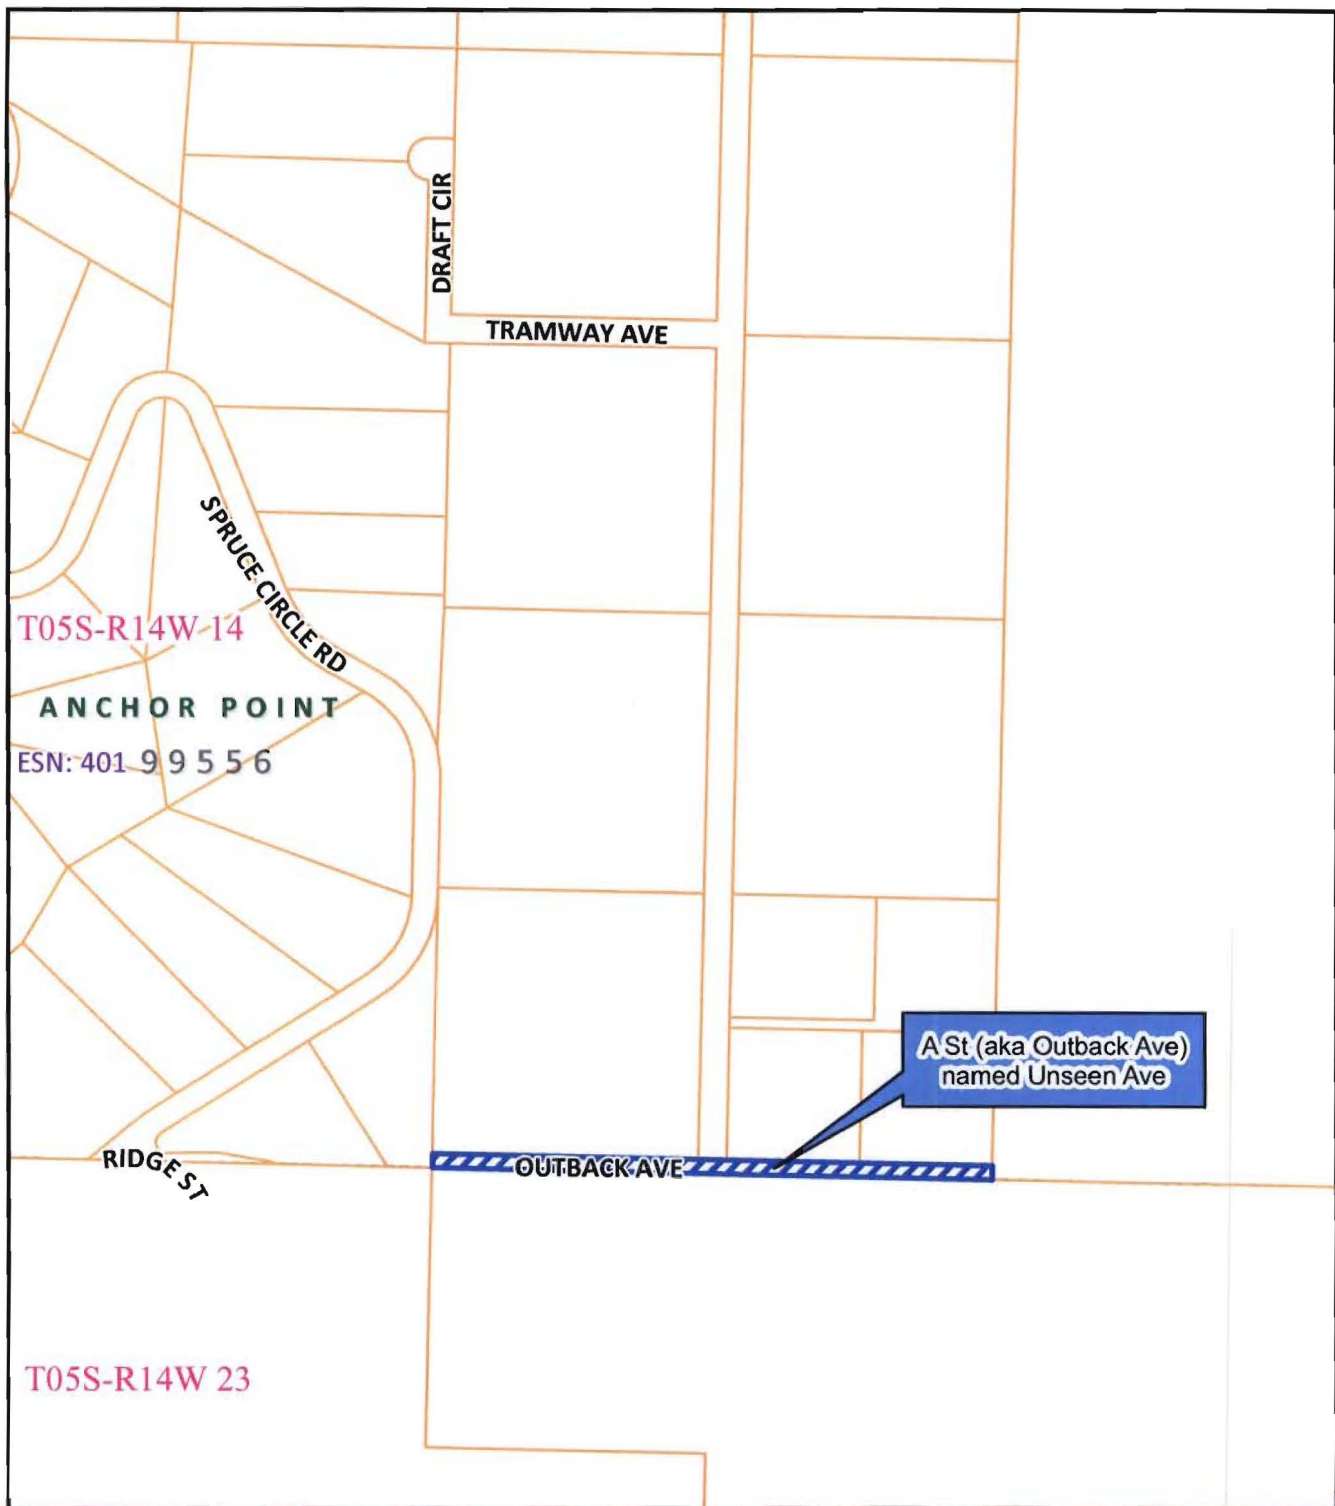 DRAFT CIR
TRAMWAY AVE
SPRUCE CIRCLE RD
T05S-R14W 14
ANCHOR POINT
ESN: 401 99556
A St (aka Outback Ave)
named Unseen Ave
OUTBACK AVE
RIDGE ST
T05S-R14W 23